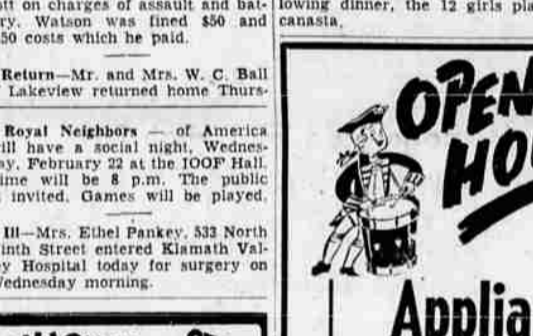 ott on charges of assault and bat-
ry. Watson was fined $50 and
50 costs which he paid.
Return—Mr. and Mrs. W. C. Ball
Lakeview returned home Thurs-
Royal Neighbors — of America
ill have a social night, Wednes-
ay, February 22 at the IOOF Hall.
ime will be 8 p.m. The public
invited. Games will be played.
Ill—Mrs. Ethel Pankey, 533 North
inth Street entered Klamath Val-
ey Hospital today for surgery on
Wednesday morning.
lowing dinner, the 12 girls pla
canasta.
OPEN
HOU
Applia